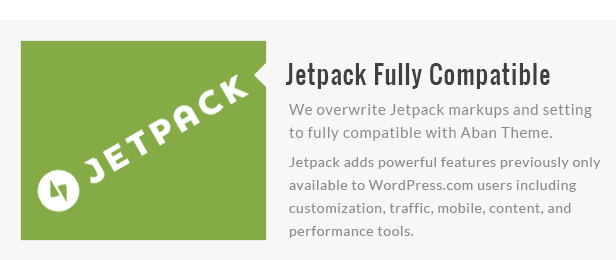 JETPACK
Jetpack Fully Compatible
We overwrite Jetpack markups and setting
to fully compatible with Aban Theme.
Jetpack adds powerful features previously only
available to WordPress.com users including
customization, traffic, mobile, content, and
performance tools.